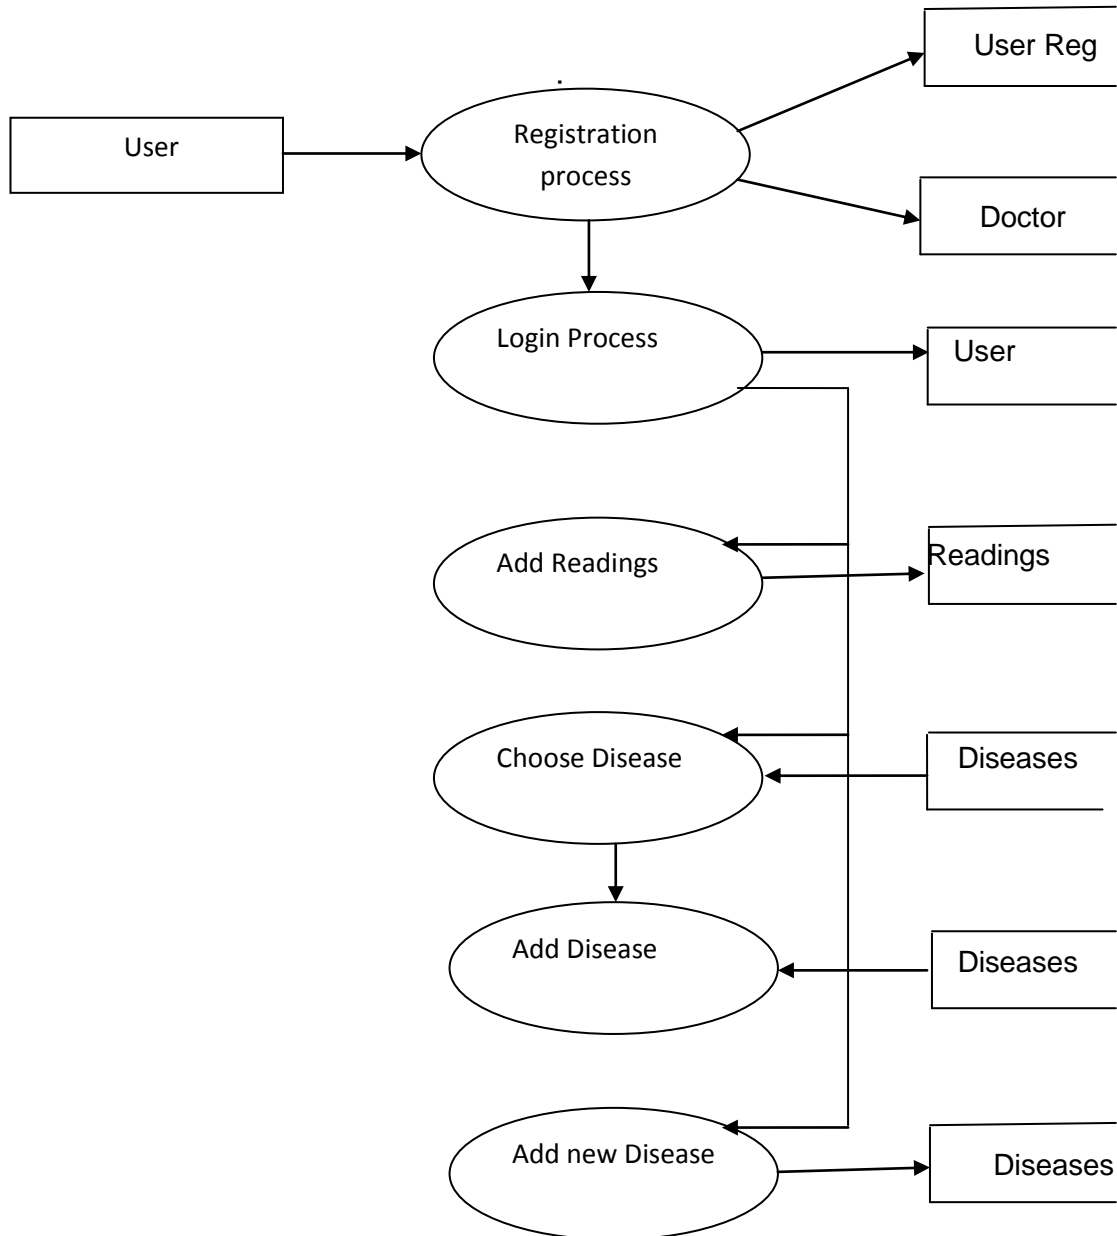 User Reg
.
Registration
process
User
Doctor
Login Process
User
Add Readings
Readings
Choose Disease
Diseases
Add Disease
Diseases
Add new Disease
Diseases